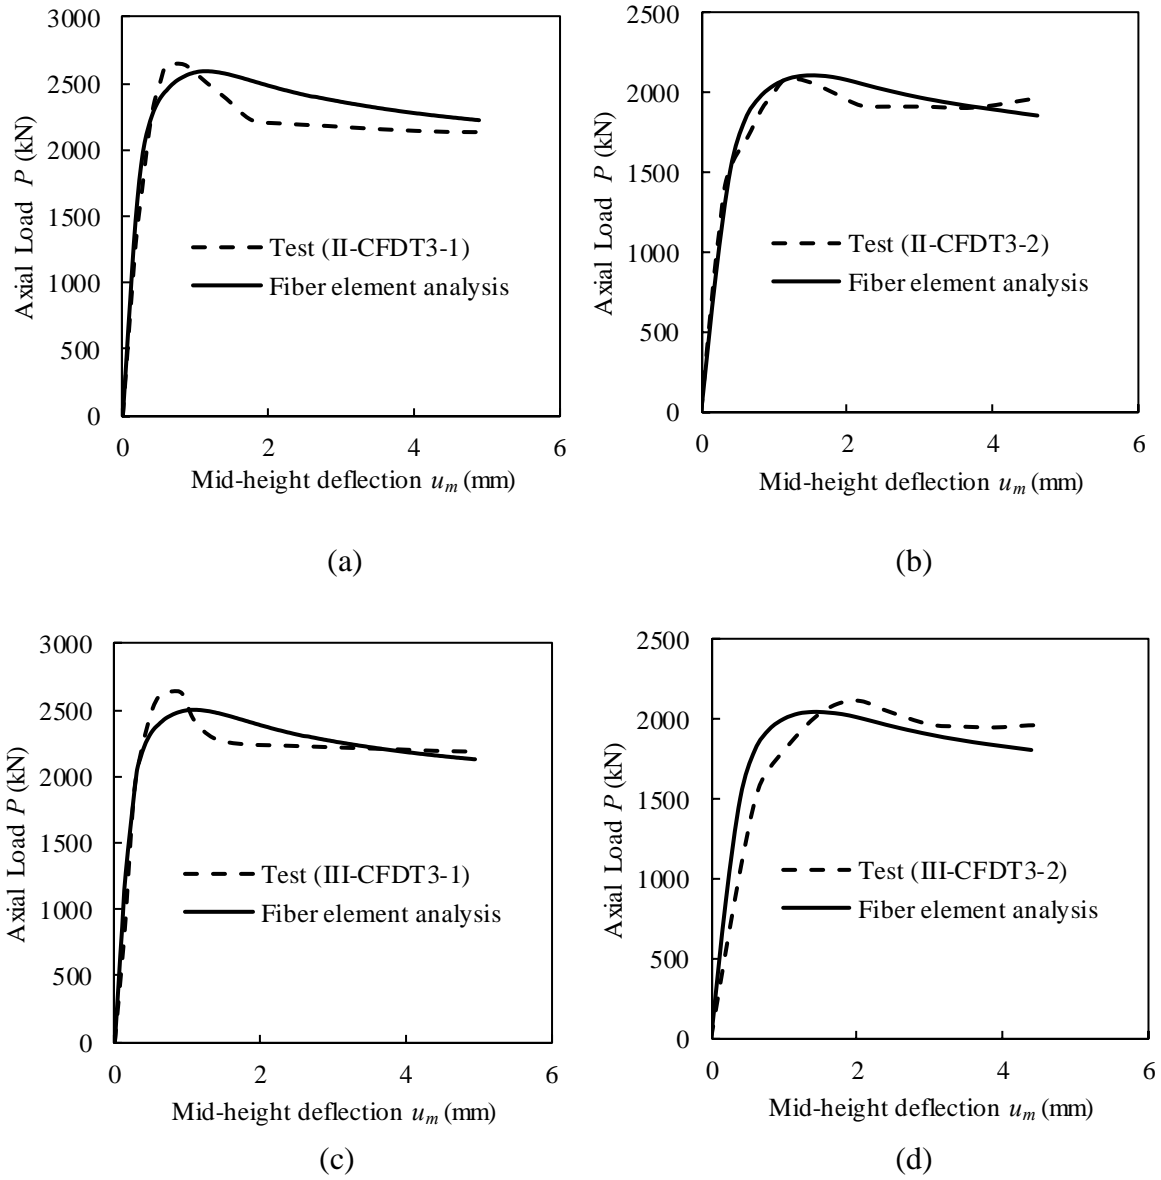 3000
2500
2000
1500
1000
500
0
Axial Load P (kN)
Test (II-CFDT3-1)
Fiber element analysis
0 2 4 6
Mid-height deflection um (mm)
(a)
2500
2000
1500
1000
500
0
Axial Load P (kN)
Test (II-CFDT3-2)
Fiber element analysis
0 2 4 6
Mid-height deflection um (mm)
(b)
3000
2500
2000
1500
1000
500
0
Axial Load P (kN)
Test (III-CFDT3-1)
Fiber element analysis
0 2 4 6
Mid-height deflection um (mm)
(c)
2500
2000
1500
1000
500
0
Axial Load P (kN)
Test (III-CFDT3-2)
Fiber element analysis
0 2 4 6
Mid-height deflection um (mm)
(d)